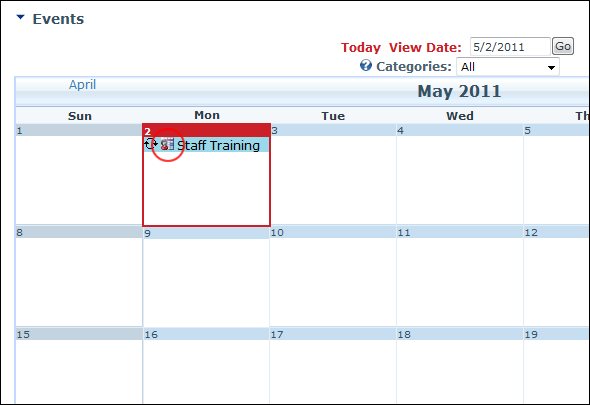 Events
Today View Date: 5/2/2011 Go
Categories: All
April May 2011
Sun Mon Tue Wed Th
1 2 3 4 5
Staff Training
8 9 10 11 12
15 16 17 18 19